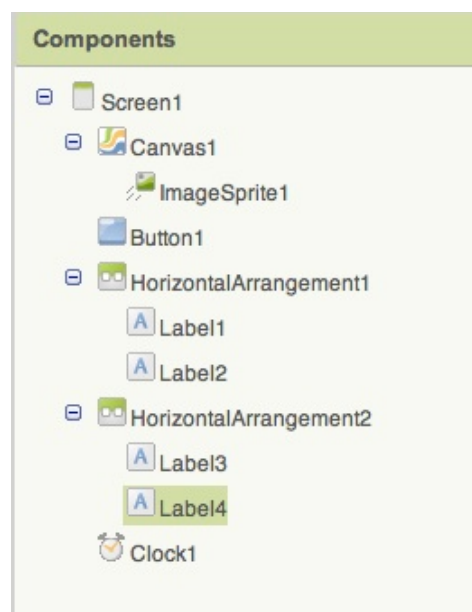 Components
Screen1
Canvas1
ImageSprite1
Button1
HorizontalArrangement1
A Label1
A Label2
HorizontalArrangement2
A Label3
A Label4
Clock1